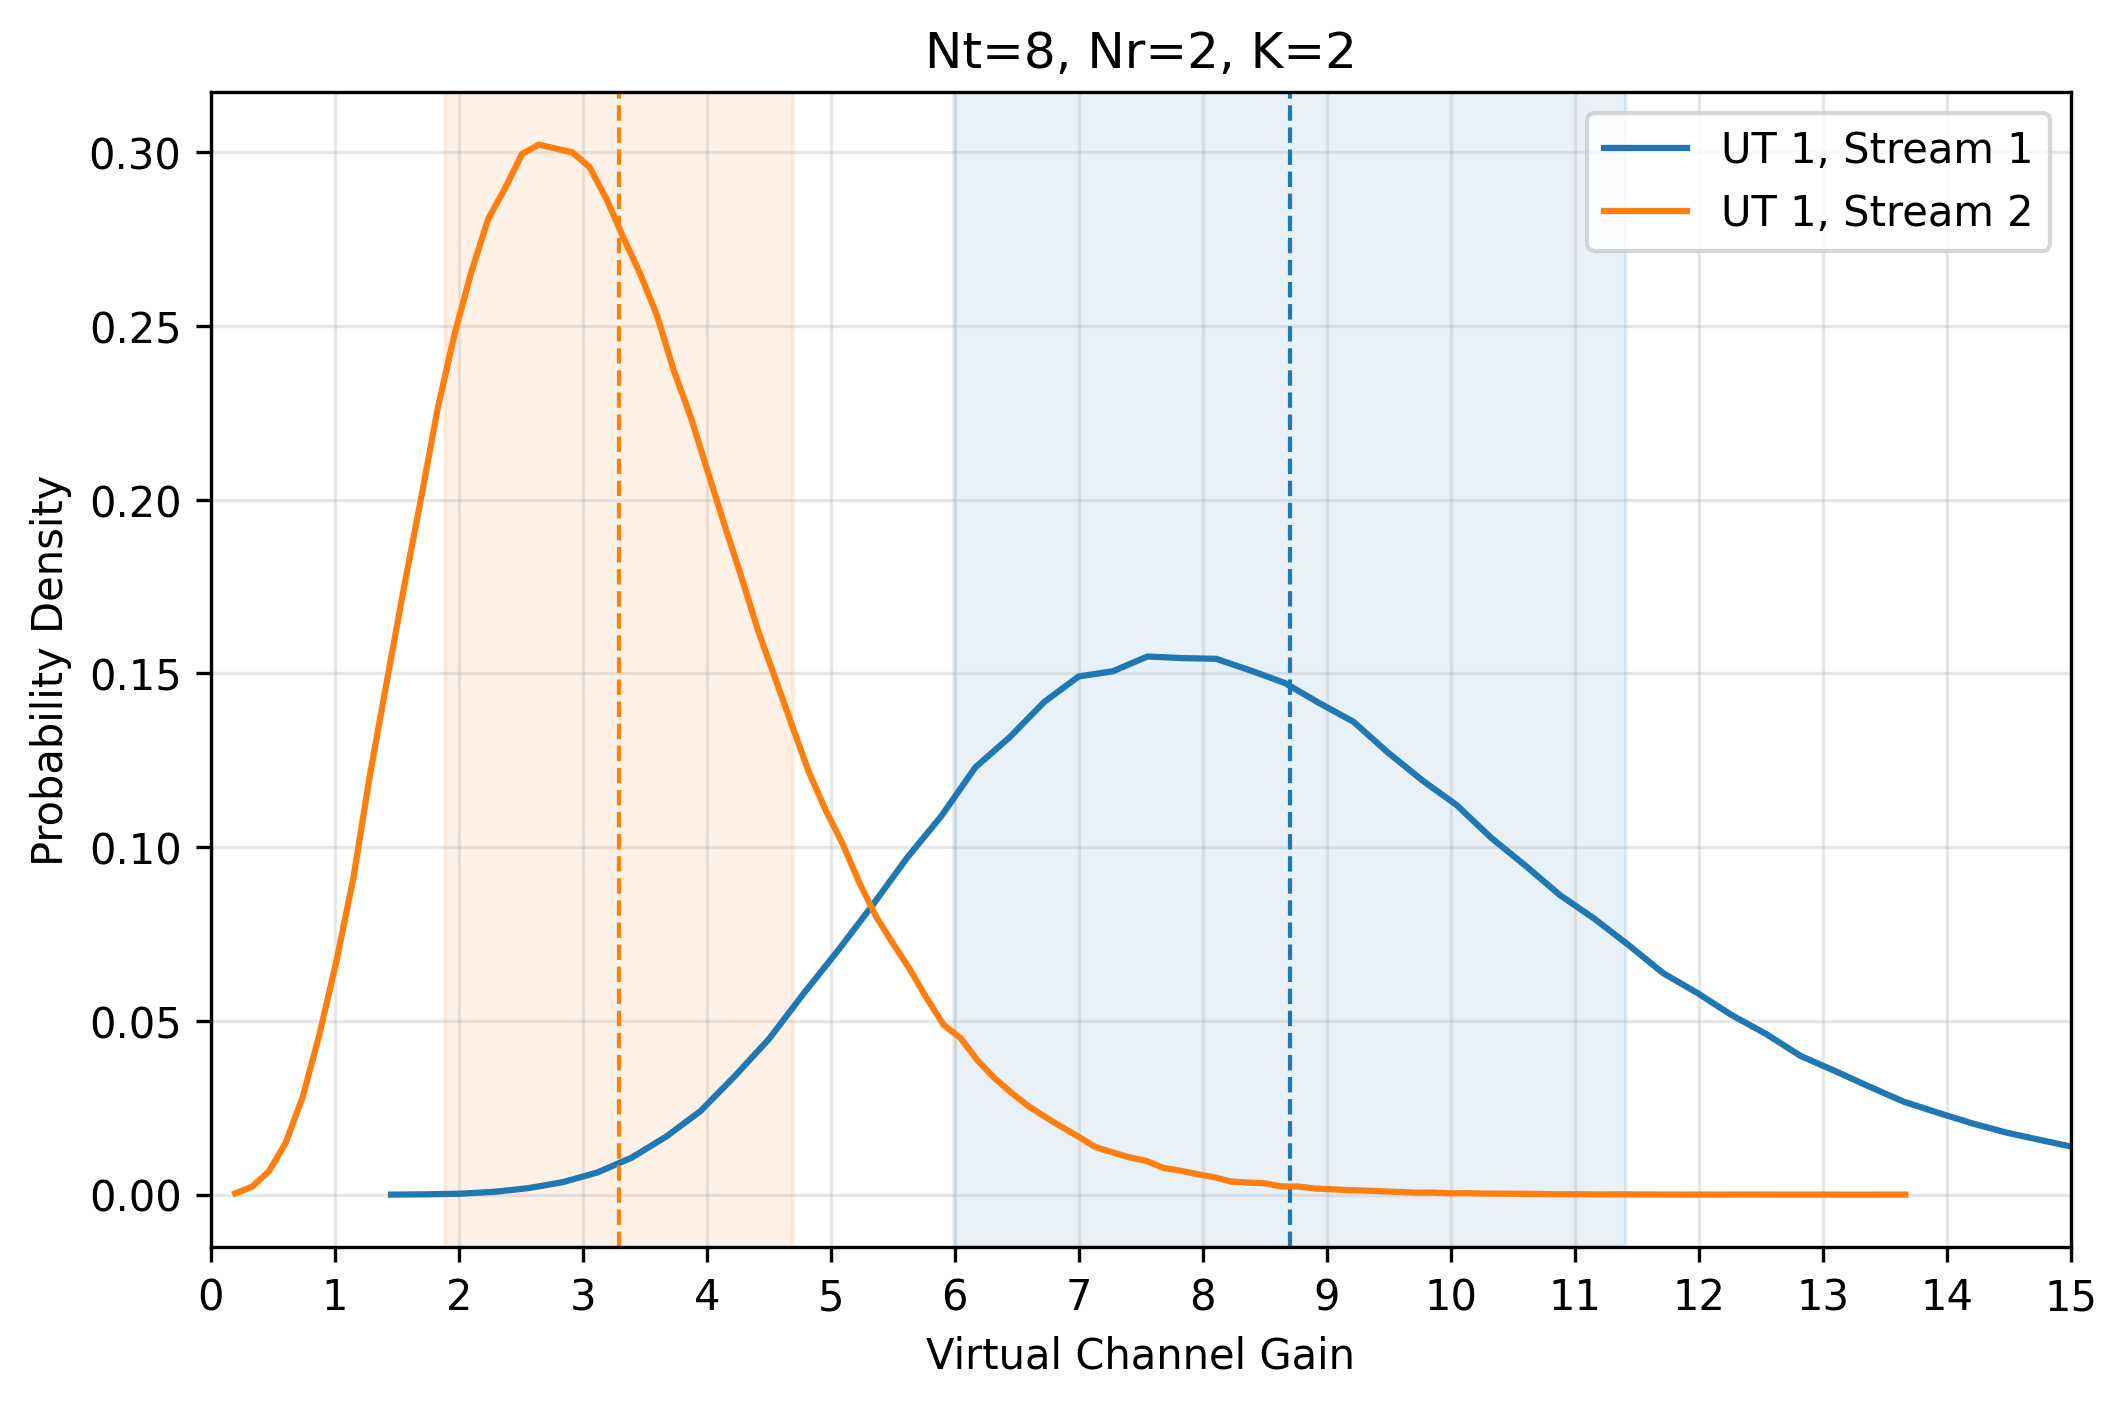 Nt=8, Nr=2, K=2
UT 1, Stream 1
UT 1, Stream 2
Probability Density
0.30
0.25
0.20
0.15
0.10
0.05
0.00
0 1 2 3 4 5 6 7 8 9 10 11 12 13 14 15
Virtual Channel Gain